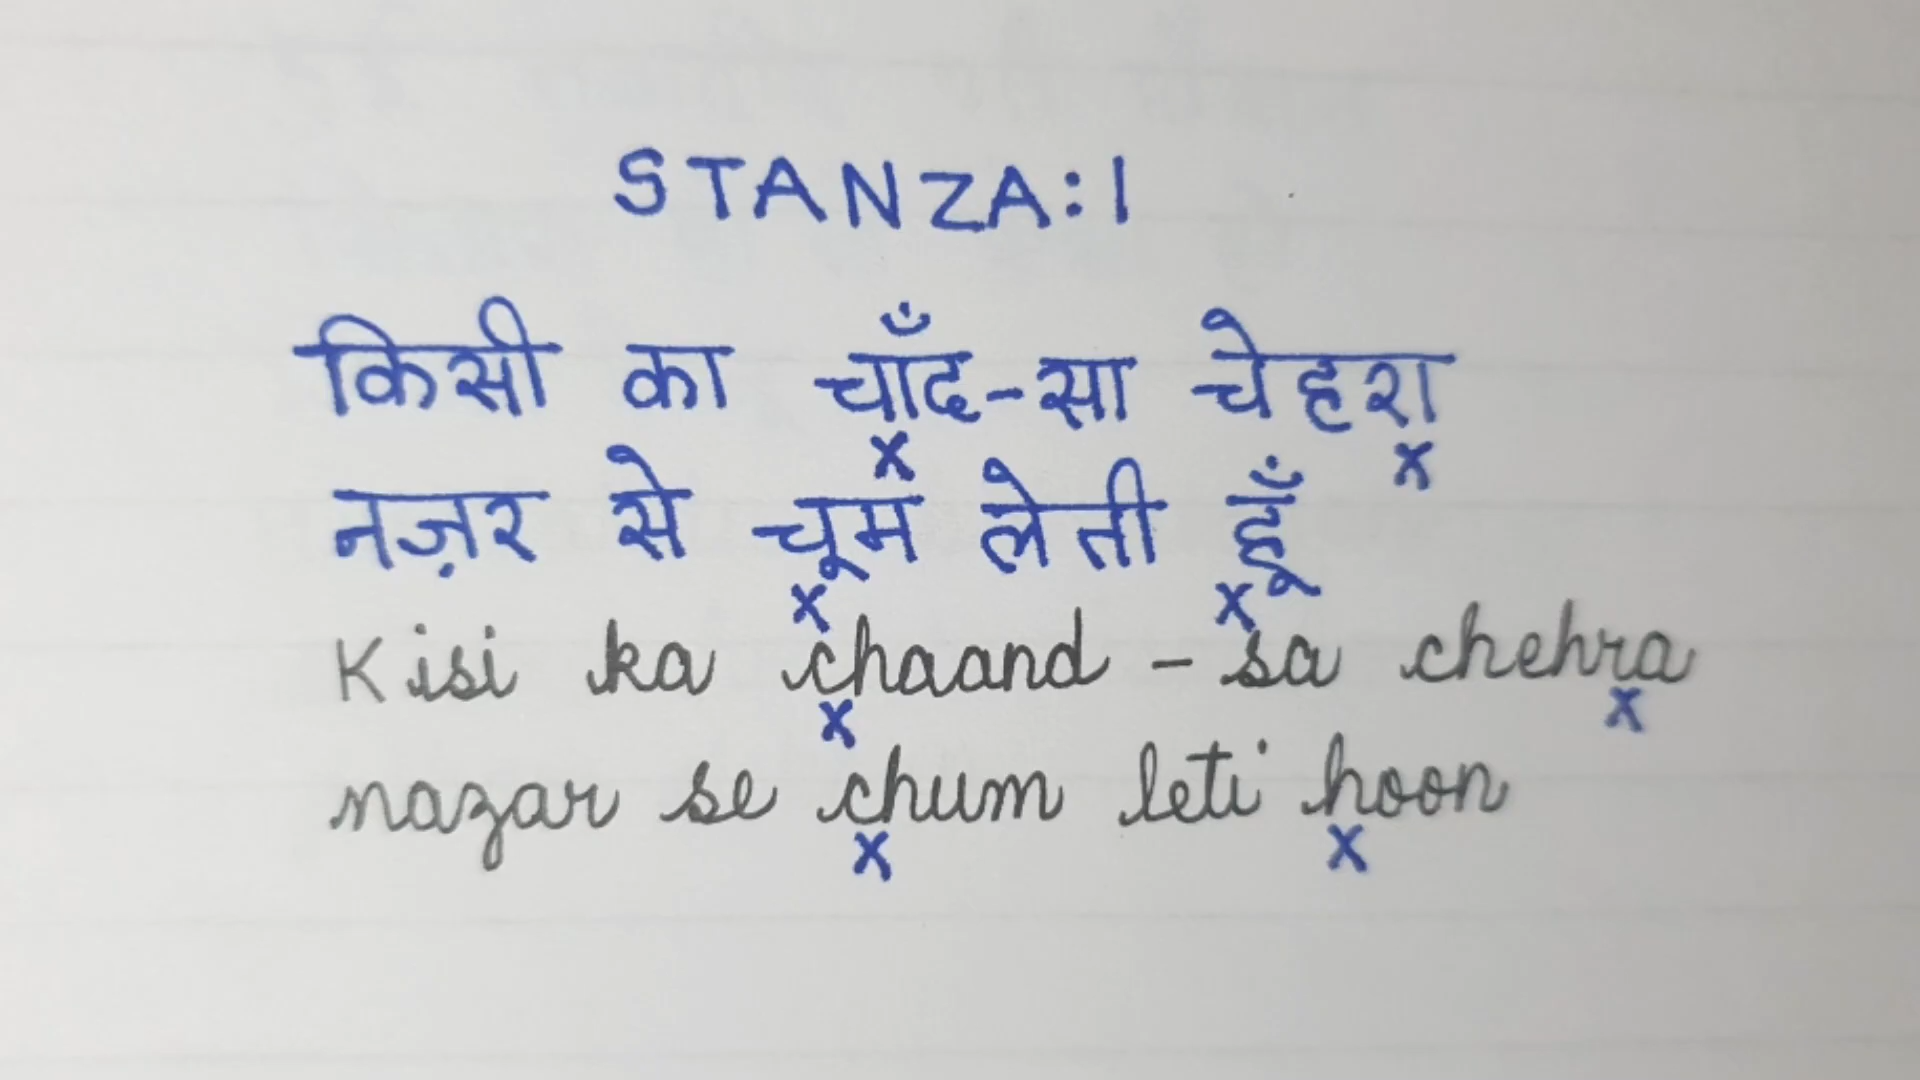 STANZA:1
किसी का चाँद-सा चेहरा
x x
नज़र से चूम लेती हूँ
x x
Kisi ka chaand - sa chehra
x x
nazar se chum leti hoon
x x